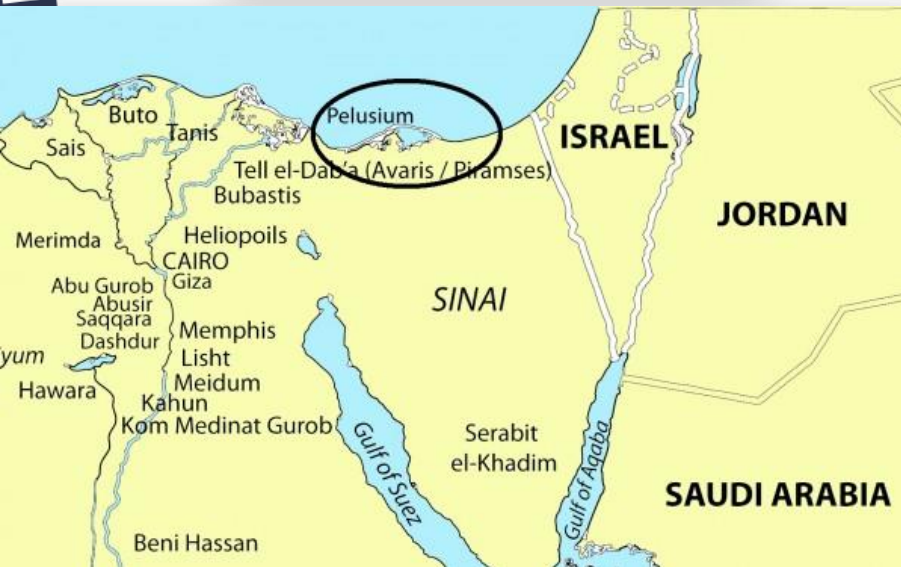 Pelusium
Buto
Tanis
Sais
ISRAEL
Tell el-Dab'a (Avaris / Piramses)
Bubastis
JORDAN
Merimda
Heliopoils
CAIRO
Giza
Abu Gurob
Abusir
Saqqara
Dashdur
SINAI
Memphis
yum
Lisht
Hawara
Meidum
Kahun
Kom Medinat Gurob
Gulf of Suez
Serabit
el-Khadim
Gulf of Aqaba
SAUDI ARABIA
Beni Hassan